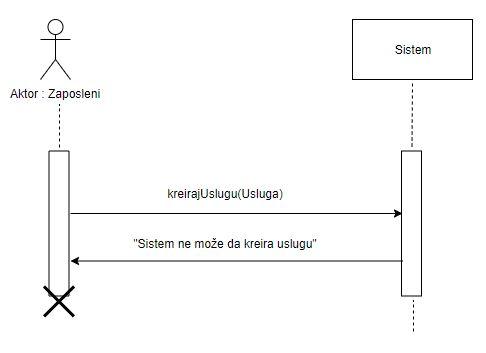 Sistem
Aktor : Zaposleni
kreirajUslugu(Usluga)
"Sistem ne može da kreira uslugu"